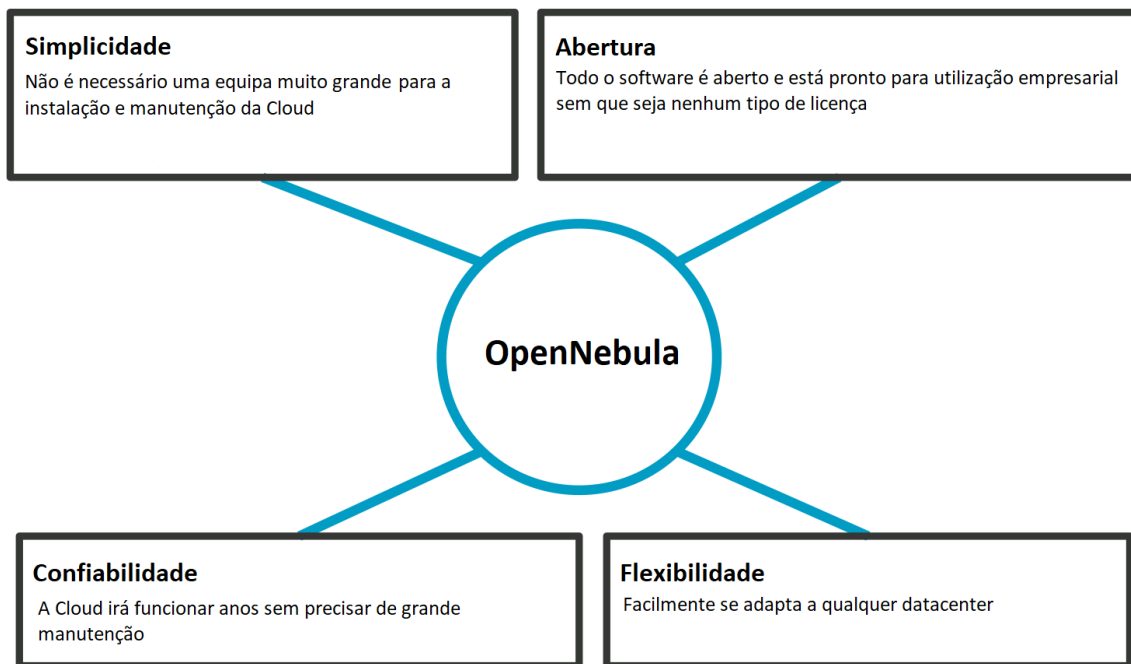 Simplicidade
Não é necessário uma equipa muito grande para a
instalação e manutenção da Cloud
Abertura
Todo o software é aberto e está pronto para utilização empresarial
sem que seja nenhum tipo de licença
OpenNebula
Confiabilidade
A Cloud irá funcionar anos sem precisar de grande
manutenção
Flexibilidade
Facilmente se adapta a qualquer datacenter